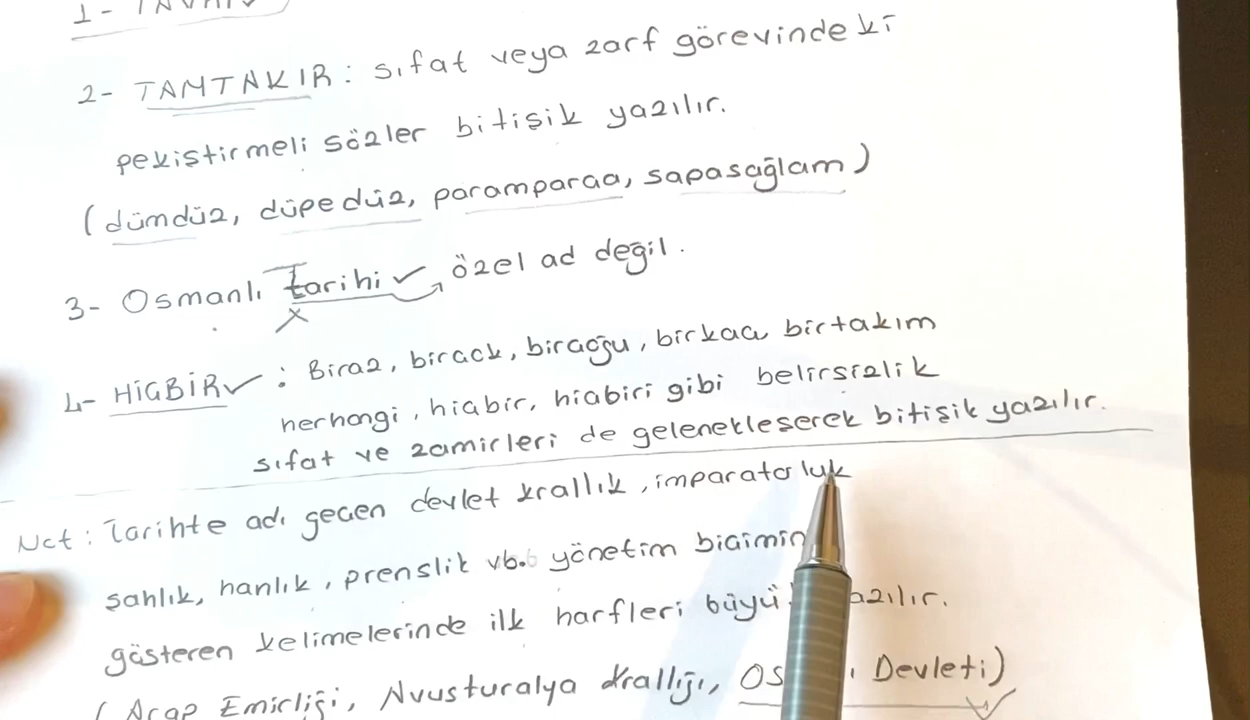 2- TAMTAKIR : sıfat veya zarf görevindeki
pekiştirmeli sözler bitişik yazılır.
(dümdüz, düpedüz, paramparça, sapasağlam)
3- Osmanlı tarihi ✓ özel ad değil.
4- HİÇBİR ✓ : Biraz, birçok, birçoğu, birkaç, birtakım
herhangi, hiçbir, hiçbiri gibi belirsizlik
sıfat ve zamirleri de gelenekleşerek bitişik yazılır.
Not : Tarihte adı geçen devlet krallık, imparatorluk
şahlık, hanlık, prenslik vb. yönetim biçimin
gösteren kelimelerinde ilk harfleri
(Arap Emirliği, Avusturalya Krallığı, Devleti)